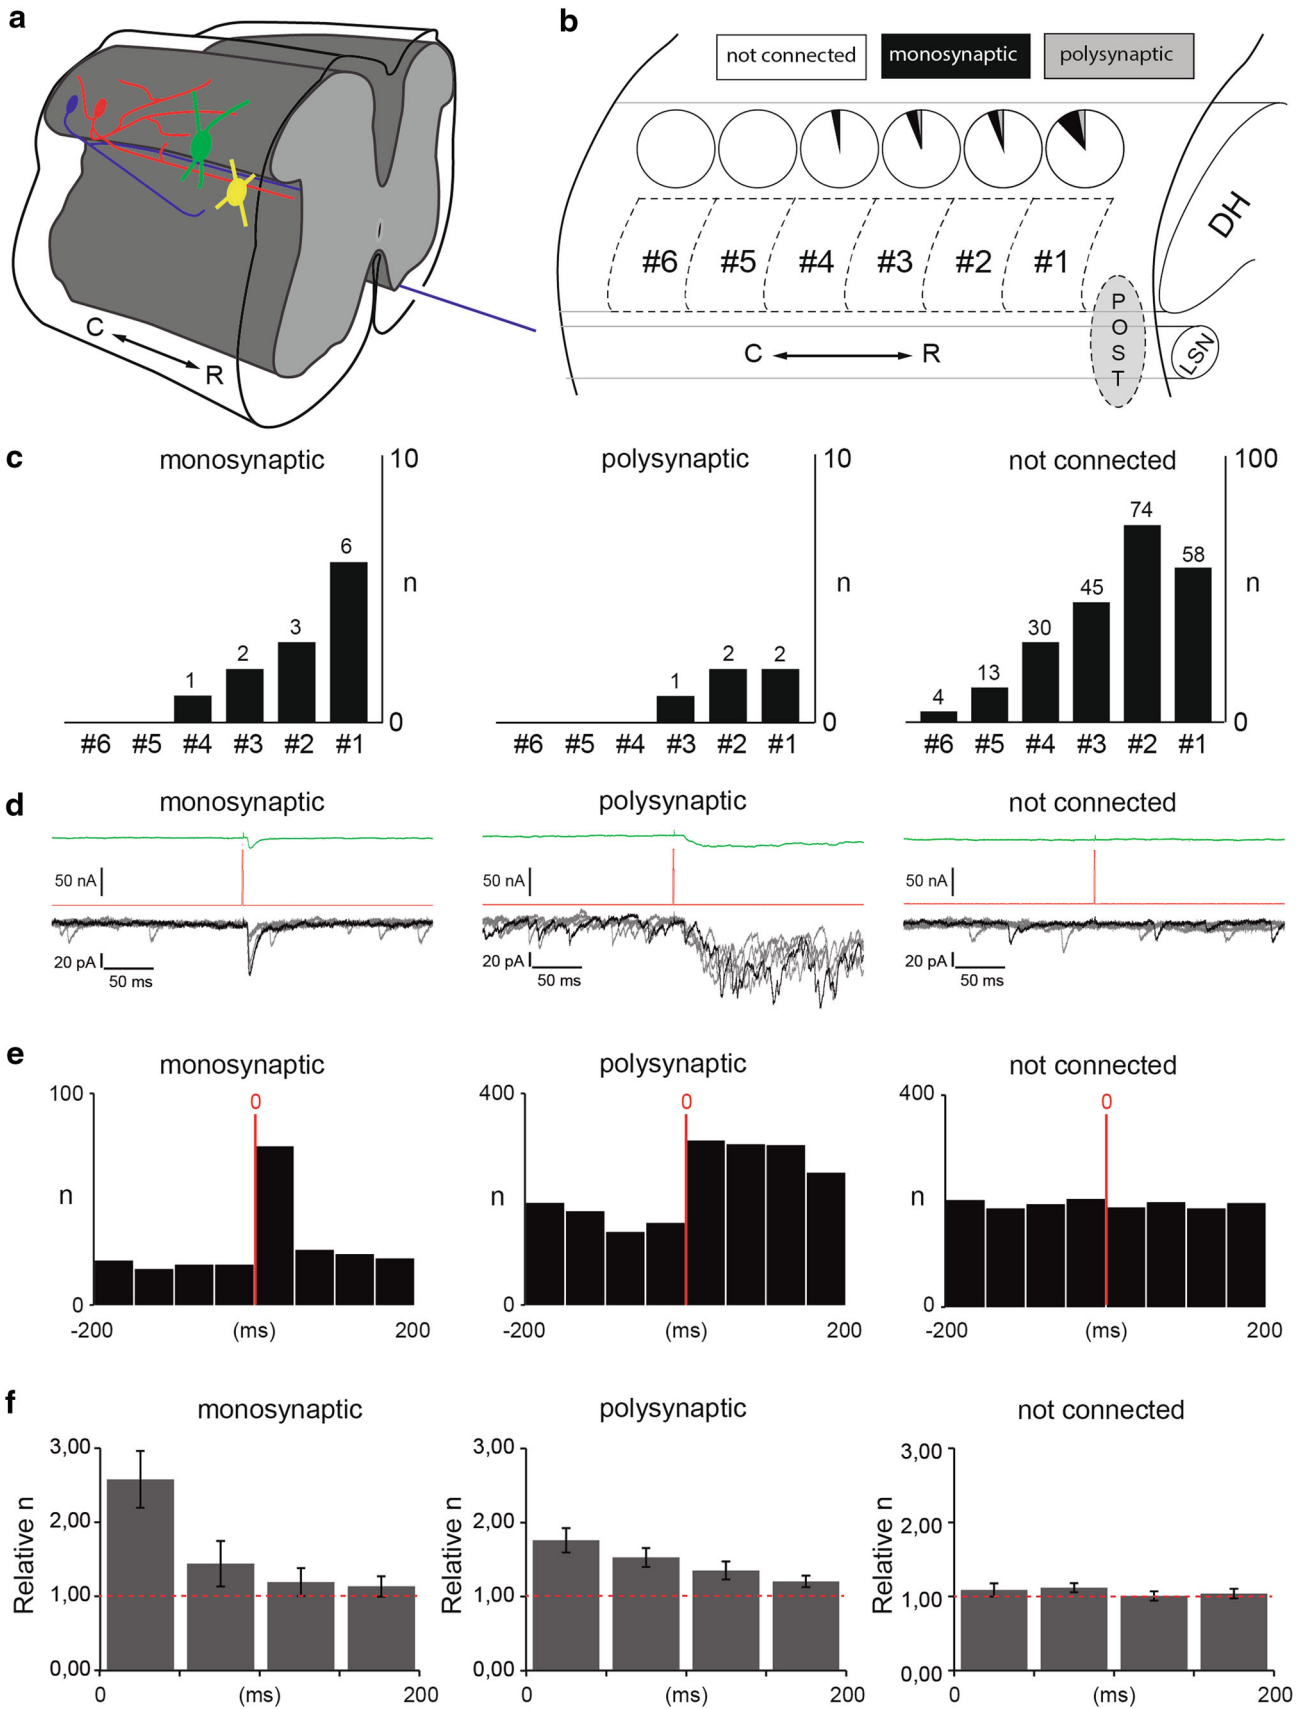 a
C
R
b
not connected
monosynaptic
polysynaptic
#6 #5 #4 #3 #2 #1
DH
P
O
S
T
C
R
LSN
c
monosynaptic
10
6
n
3
2
1
0
#6 #5 #4 #3 #2 #1
polysynaptic
10
n
2
2
1
0
#6 #5 #4 #3 #2 #1
not connected
100
74
58
n
45
30
13
4
0
#6 #5 #4 #3 #2 #1
d
monosynaptic
50 nA
20 pA
50 ms
polysynaptic
50 nA
20 pA
50 ms
not connected
50 nA
20 pA
50 ms
e
monosynaptic
100
0
n
0
-200 (ms) 200
polysynaptic
400
0
n
0
-200 (ms) 200
not connected
400
0
n
0
-200 (ms) 200
f
monosynaptic
3,00
2,00
1,00
0,00
Relative n
0 (ms) 200
polysynaptic
3,00
2,00
1,00
0,00
Relative n
0 (ms) 200
not connected
3,00
2,00
1,00
0,00
Relative n
0 (ms) 200